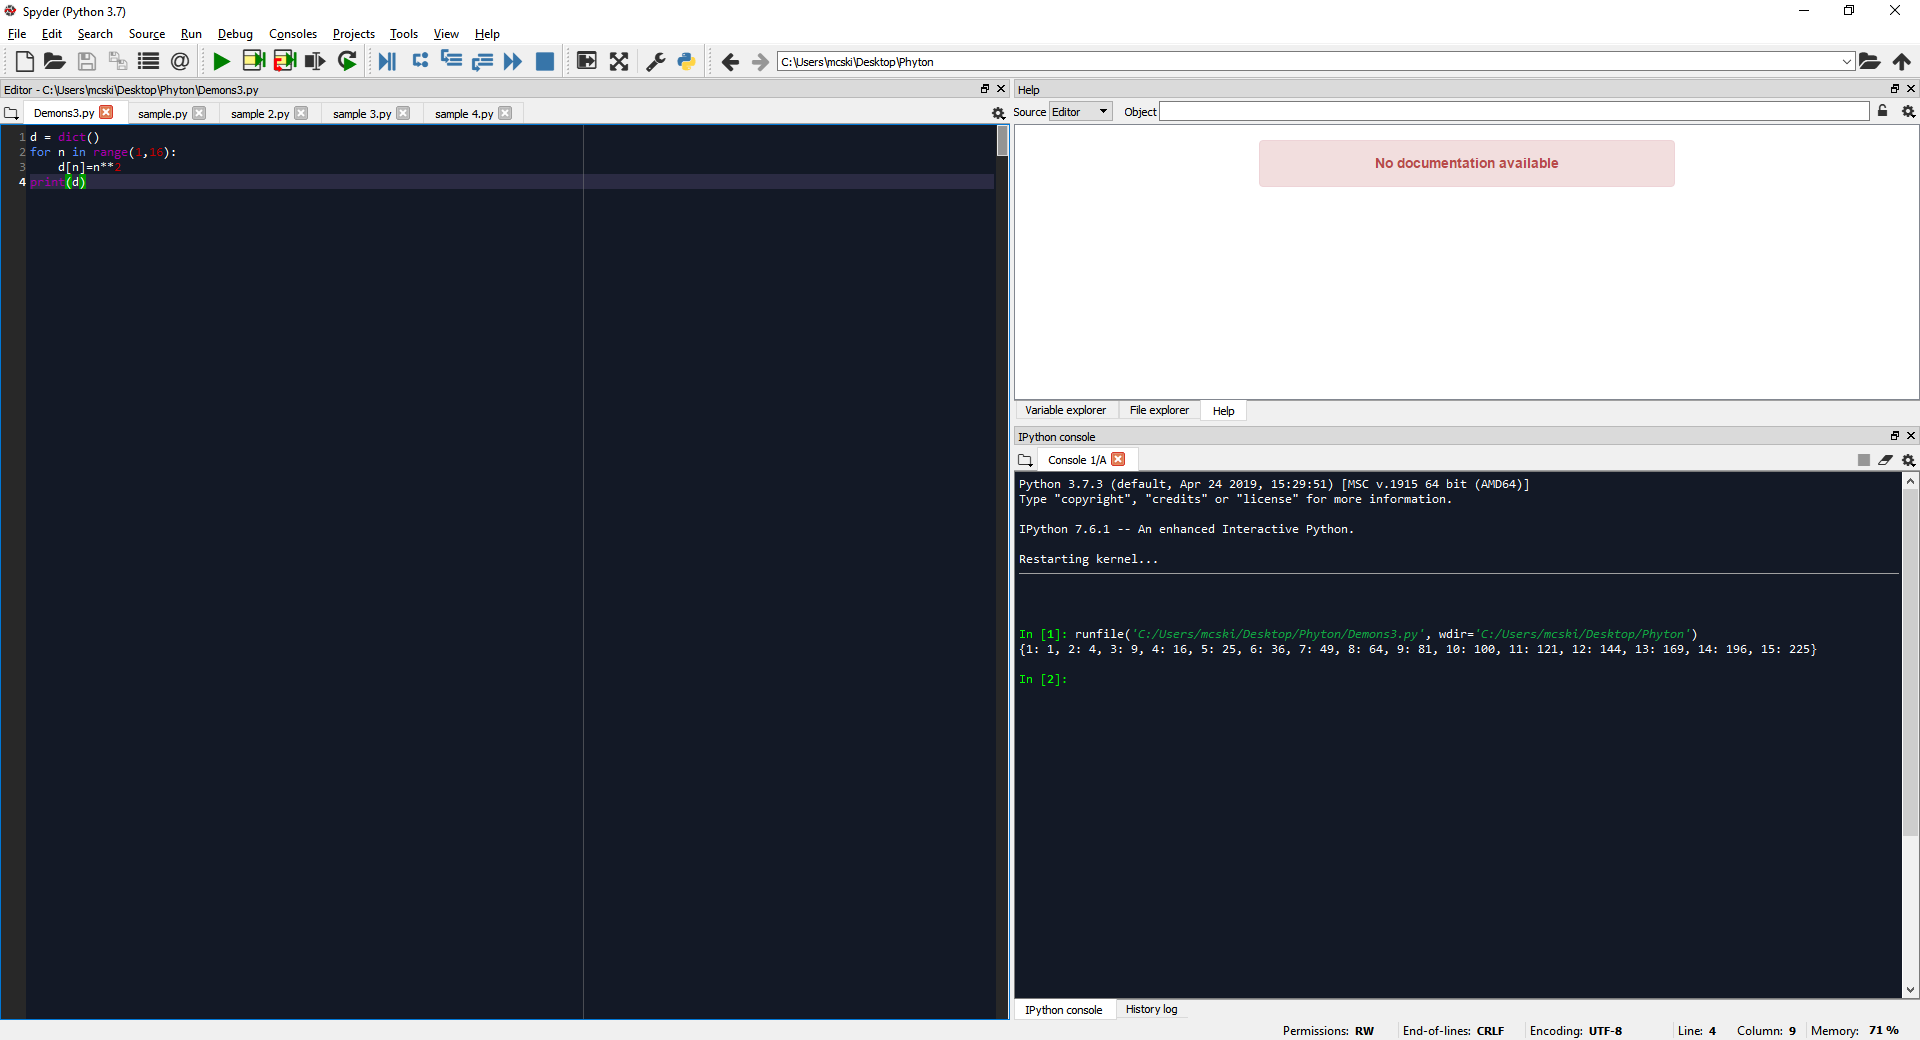 Spyder (Python 3.7)
File Edit Search Source Run Debug Consoles Projects Tools View Help
C:\Users\mcski\Desktop\Phyton
Editor - C:\Users\mcski\Desktop\Phyton\Demons3.py
Demons3.py sample.py sample 2.py sample 3.py sample 4.py
1 d = dict()
2 for n in range(1,16):
3     d[n]=n**2
4 print(d)
Help
Source Editor Object
No documentation available
Variable explorer File explorer Help
IPython console
Console 1/A
Python 3.7.3 (default, Apr 24 2019, 15:29:51) [MSC v.1915 64 bit (AMD64)]
Type "copyright", "credits" or "license" for more information.
IPython 7.6.1 -- An enhanced Interactive Python.
Restarting kernel...
In [1]: runfile('C:/Users/mcski/Desktop/Phyton/Demons3.py', wdir='C:/Users/mcski/Desktop/Phyton')
{1: 1, 2: 4, 3: 9, 4: 16, 5: 25, 6: 36, 7: 49, 8: 64, 9: 81, 10: 100, 11: 121, 12: 144, 13: 169, 14: 196, 15: 225}
In [2]:
IPython console History log
Permissions: RW End-of-lines: CRLF Encoding: UTF-8 Line: 4 Column: 9 Memory: 71 %